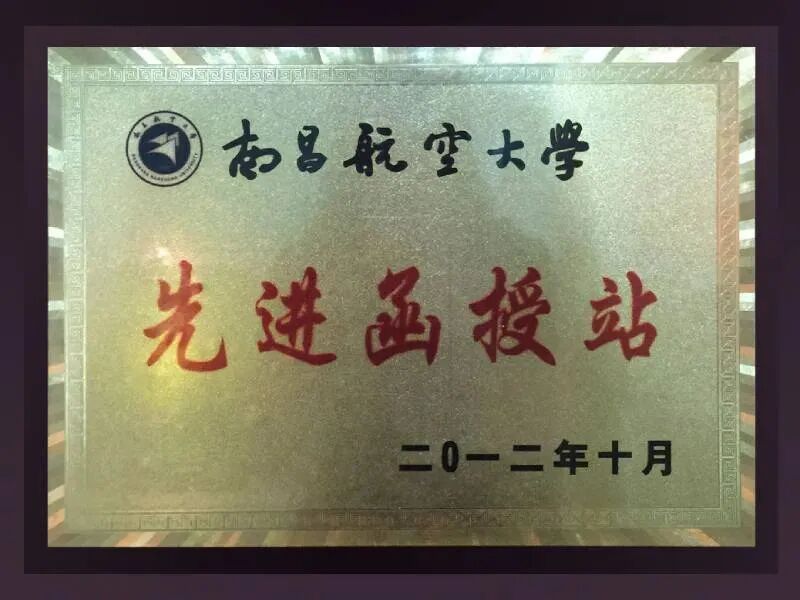 南昌航空大學
先进函授站
二0一二年十月